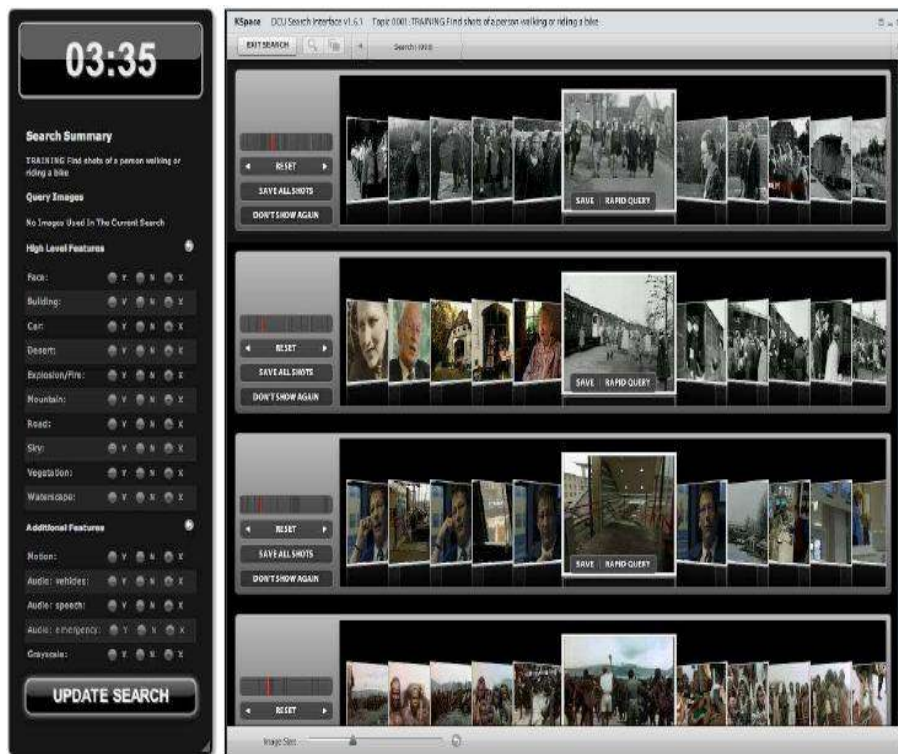 03:35
Search Summary
TRAINING Find shots of a person walking or
riding a bike
Query Images
No Images Used In The Current Search
High Level Features
Face: Y N X
Building: Y N X
Car: Y N X
Desert: Y N X
Explosion/Fire: Y N X
Mountain: Y N X
Road: Y N X
Sky: Y N X
Vegetation: Y N X
Waterscape: Y N X
Additional Features
Motion: Y N X
Audio: vehicles: Y N X
Audio: speech: Y N X
Audio: emergency: Y N X
Grayscale: Y N X
UPDATE SEARCH
KSpace DCU Search Interface v1.6.1 Topic 0001: TRAINING Find shots of a person walking or riding a bike
EXIT SEARCH
RESET
SAVE ALL SHOTS
DON'T SHOW AGAIN
SAVE RAPID QUERY
RESET
SAVE ALL SHOTS
DON'T SHOW AGAIN
SAVE RAPID QUERY
RESET
SAVE ALL SHOTS
DON'T SHOW AGAIN
SAVE RAPID QUERY
RESET
Image Size: